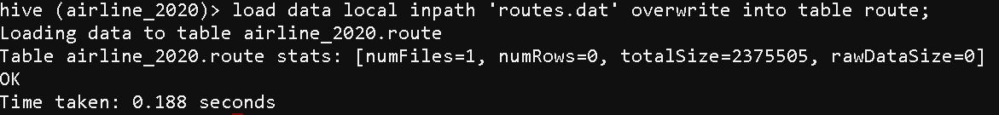 hive (airline_2020)> load data local inpath 'routes.dat' overwrite into table route;
Loading data to table airline_2020.route
Table airline_2020.route stats: [numFiles=1, numRows=0, totalSize=2375505, rawDataSize=0]
OK
Time taken: 0.188 seconds